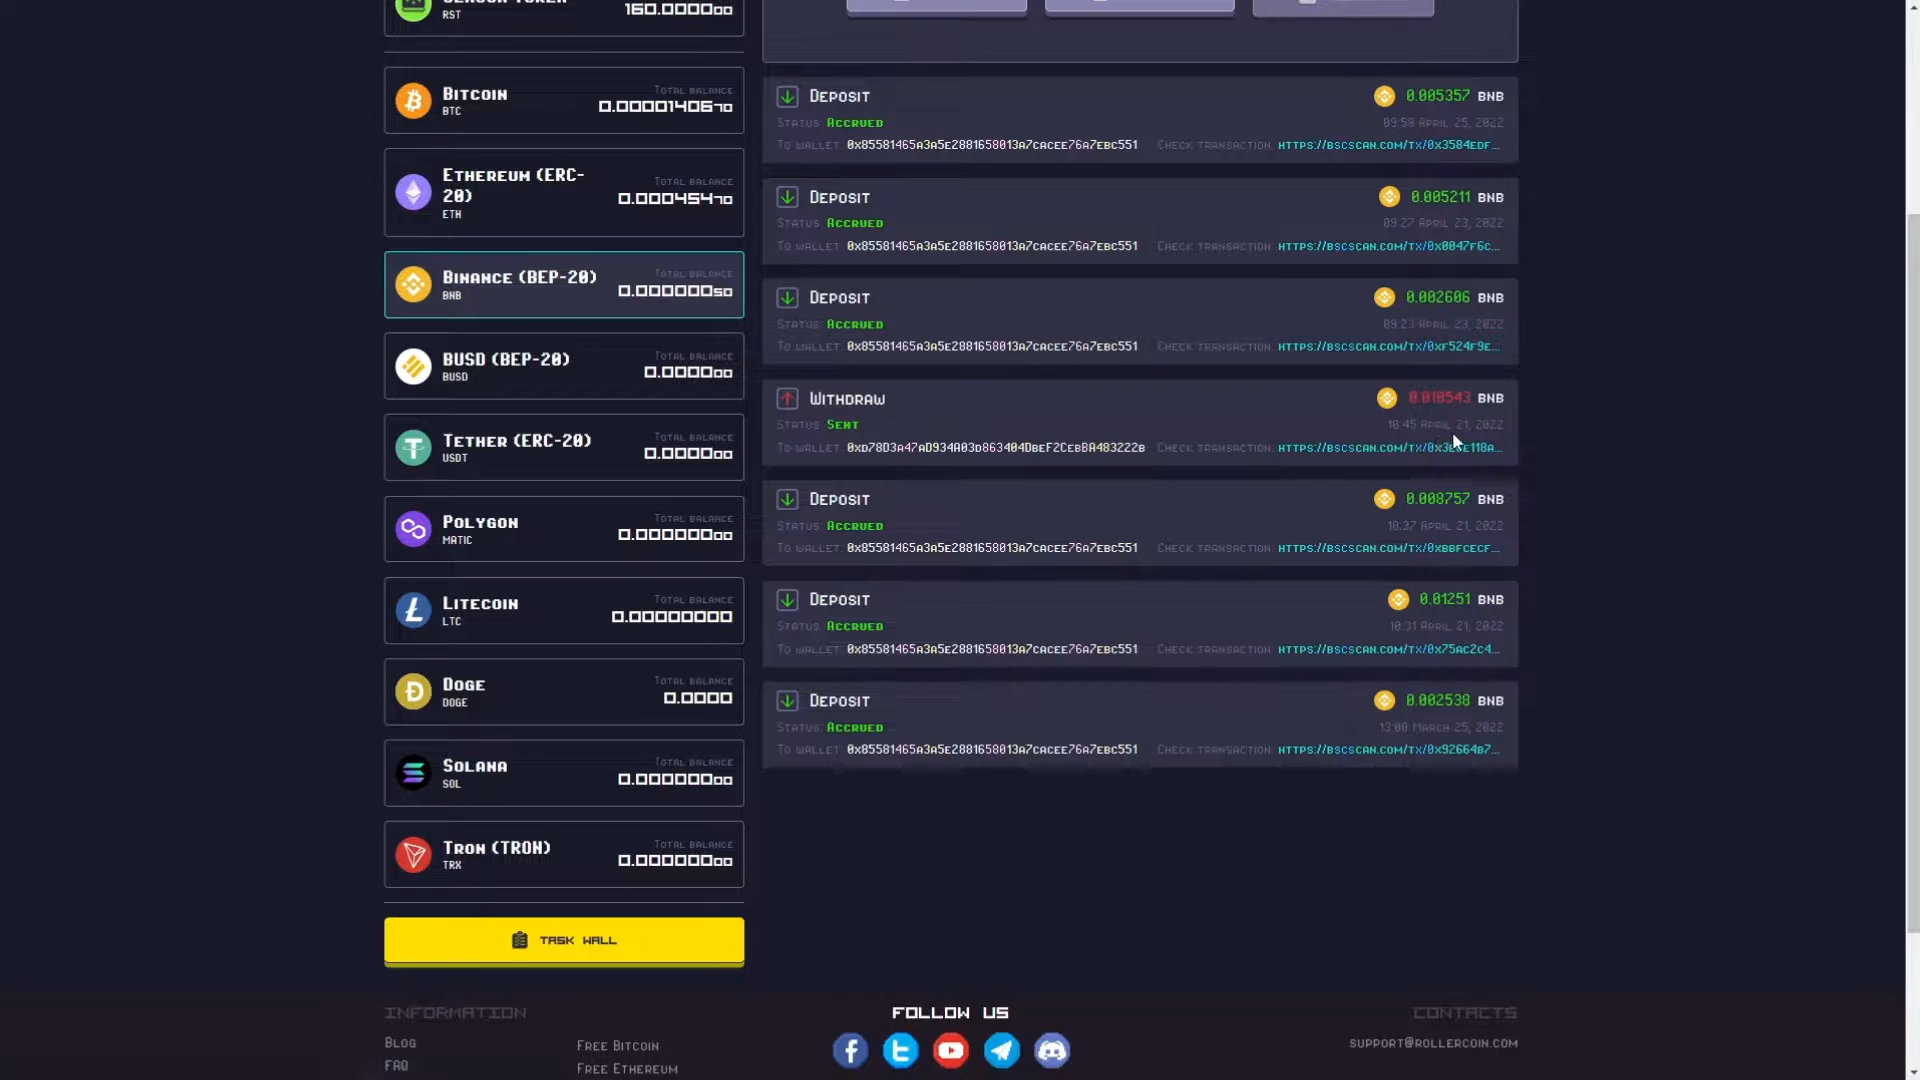 RST
160.000000
Bitcoin
BTC
Total balance
0.0000140670
Ethereum (ERC-
20)
ETH
Total balance
0.00045470
Binance (BEP-20)
BNB
Total balance
0.00000050
BUSD (BEP-20)
BUSD
Total balance
0.000000
Tether (ERC-20)
USDT
Total balance
0.000000
Polygon
MATIC
Total balance
0.00000000
Litecoin
LTC
Total balance
0.00000000
Doge
DOGE
Total balance
0.0000
Solana
SOL
Total balance
0.00000000
Tron (TRON)
TRX
Total balance
0.00000000
TASK WALL
Deposit 0.005357 BNB
Status: Accrued 09:58 April 25, 2022
To wallet: 0x85581465A3A5E2881658013A7CACEE76A7EBC551 Check transaction: https://bscscan.com/tx/0x3584EDF...
Deposit 0.005211 BNB
Status: Accrued 09:27 April 23, 2022
To wallet: 0x85581465A3A5E2881658013A7CACEE76A7EBC551 Check transaction: https://bscscan.com/tx/0x0047F6C...
Deposit 0.002606 BNB
Status: Accrued 09:23 April 23, 2022
To wallet: 0x85581465A3A5E2881658013A7CACEE76A7EBC551 Check transaction: https://bscscan.com/tx/0xF524F9E...
Withdraw 0.010543 BNB
Status: Sent 10:45 April 21, 2022
To wallet: 0xD78D3A47AD934A03D863404DBEF2CEBBA483222B Check transaction:
Deposit 0.008757 BNB
Status: Accrued 10:37 April 21, 2022
To wallet: 0x85581465A3A5E2881658013A7CACEE76A7EBC551 Check transaction: https://bscscan.com/tx/0xBBFCECF...
Deposit 0.01251 BNB
Status: Accrued 10:31 April 21, 2022
To wallet: 0x85581465A3A5E2881658013A7CACEE76A7EBC551 Check transaction: https://bscscan.com/tx/0x75AC2C4...
Deposit 0.002538 BNB
Status: Accrued 13:00 March 25, 2022
To wallet: 0x85581465A3A5E2881658013A7CACEE76A7EBC551 Check transaction: https://bscscan.com/tx/0x92664B7...
INFORMATION
Blog
FAQ
Free Bitcoin
Free Ethereum
FOLLOW US
CONTACTS
support@rollercoin.com